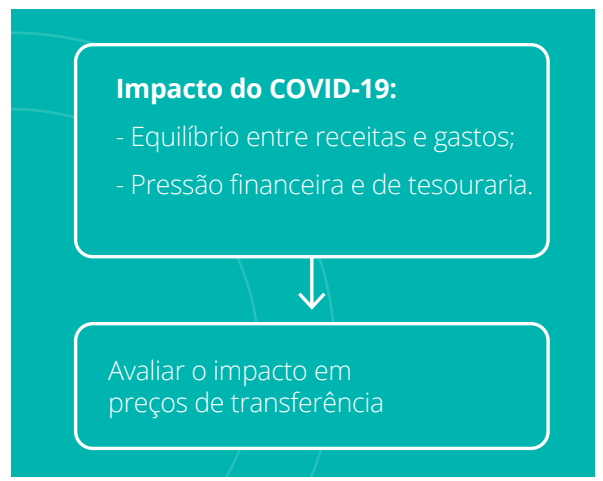 Impacto do COVID-19:
- Equilíbrio entre receitas e gastos;
- Pressão financeira e de tesouraria.
Avaliar o impacto em
preços de transferência